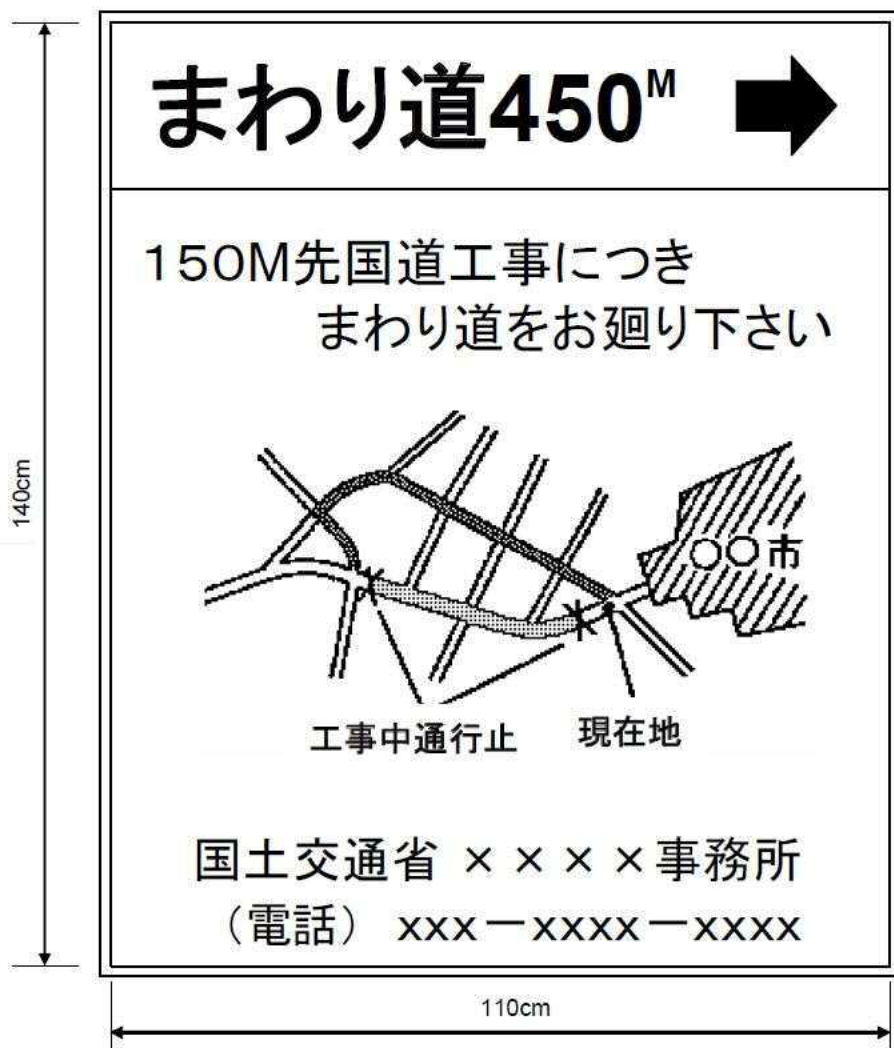 まわり道450M
150M先国道工事につき
まわり道をお廻り下さい
○○市
工事中通行止
現在地
国土交通省 ××××事務所
（電話） xxx－xxxx－xxxx
140cm
110cm